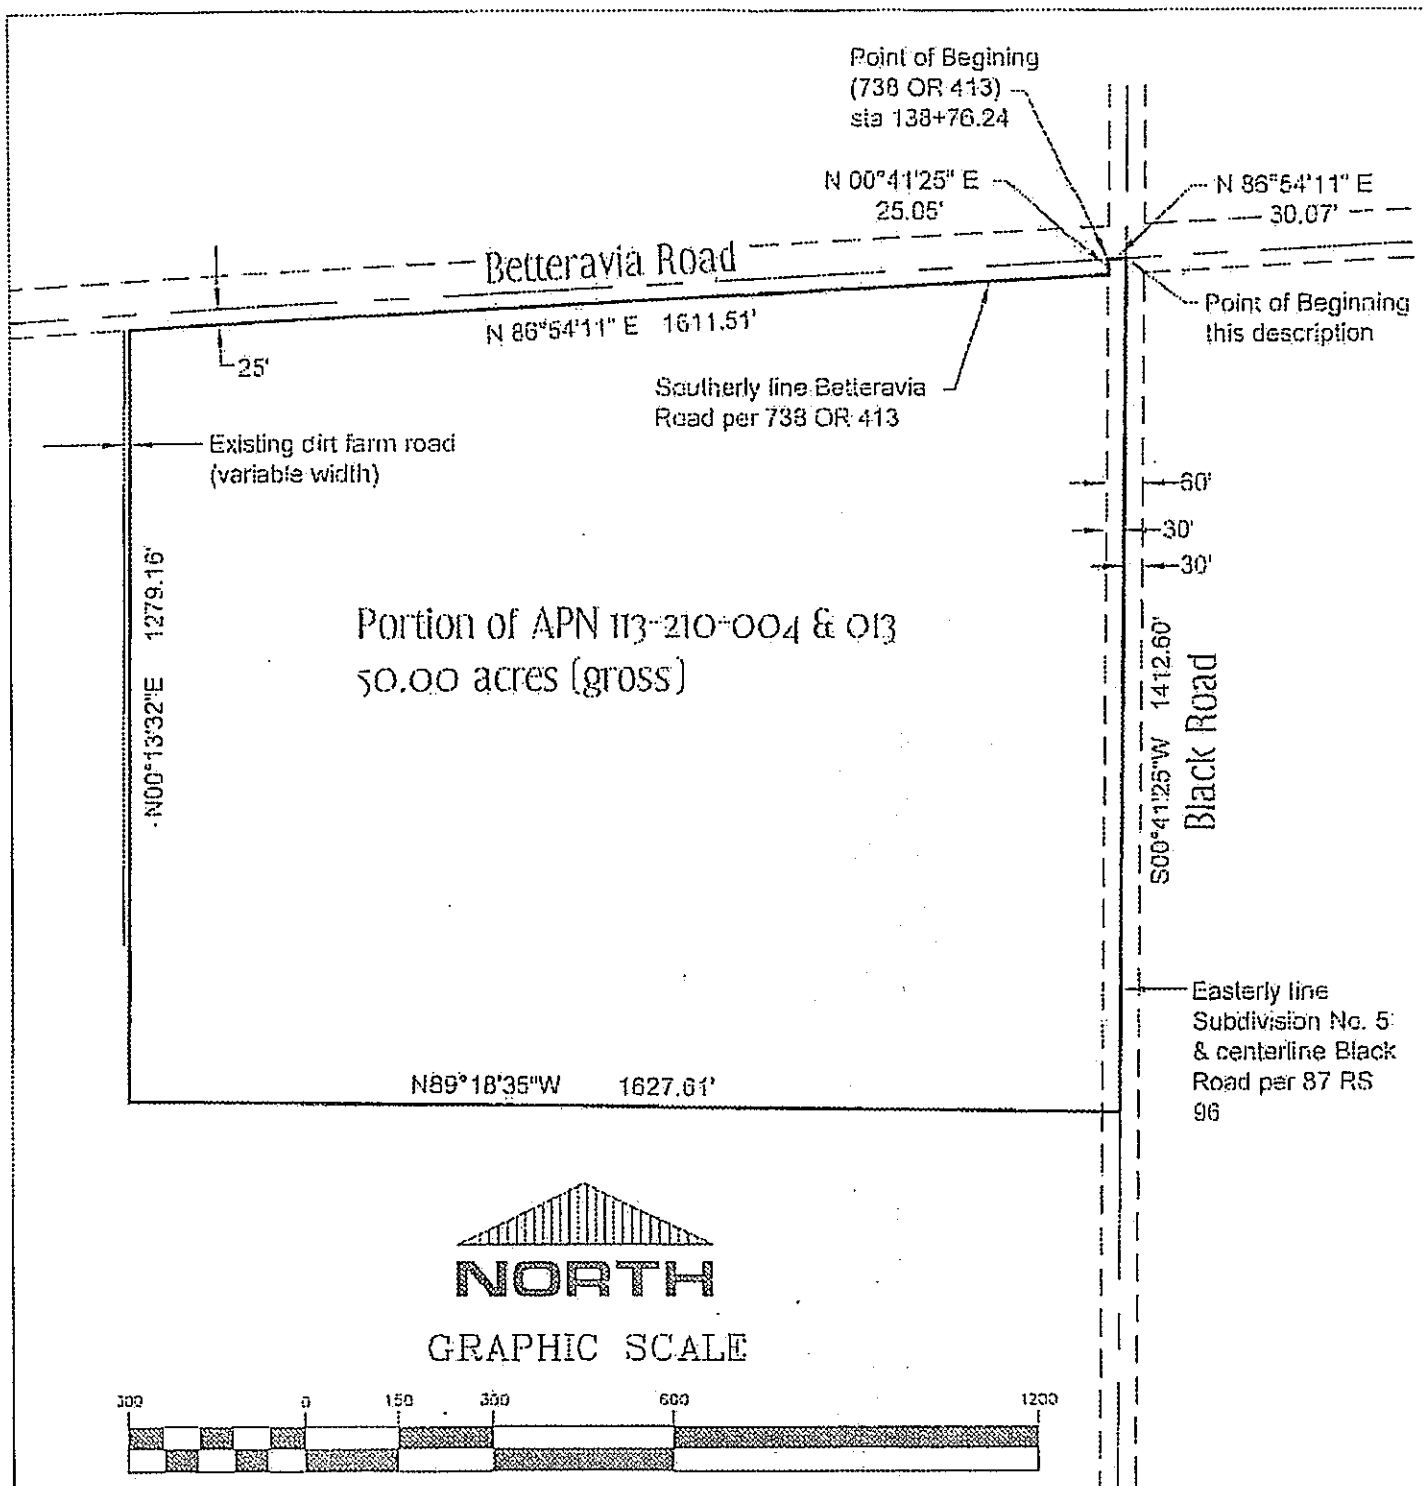 Point of Begining
(738 OR 413)
sta 138+76.24
N 00°41'25" E
25.05'
N 86°54'11" E
30.07'
Betteravia Road
Point of Beginning
this description
N 86°54'11" E 1611.51'
25'
Southerly line Betteravia
Road per 738 OR 413
Existing dirt farm road
(variable width)
60'
30'
30'
N00°13'32"E 1279.16'
Portion of APN 113-210-004 & 013
50.00 acres (gross)
S00°41'25"W 1412.60'
Black Road
Easterly line
Subdivision No. 5
& centerline Black
Road per 87 RS
96
N89°18'35"W 1627.61'
NORTH
GRAPHIC SCALE
300 0 150 300 600 1200